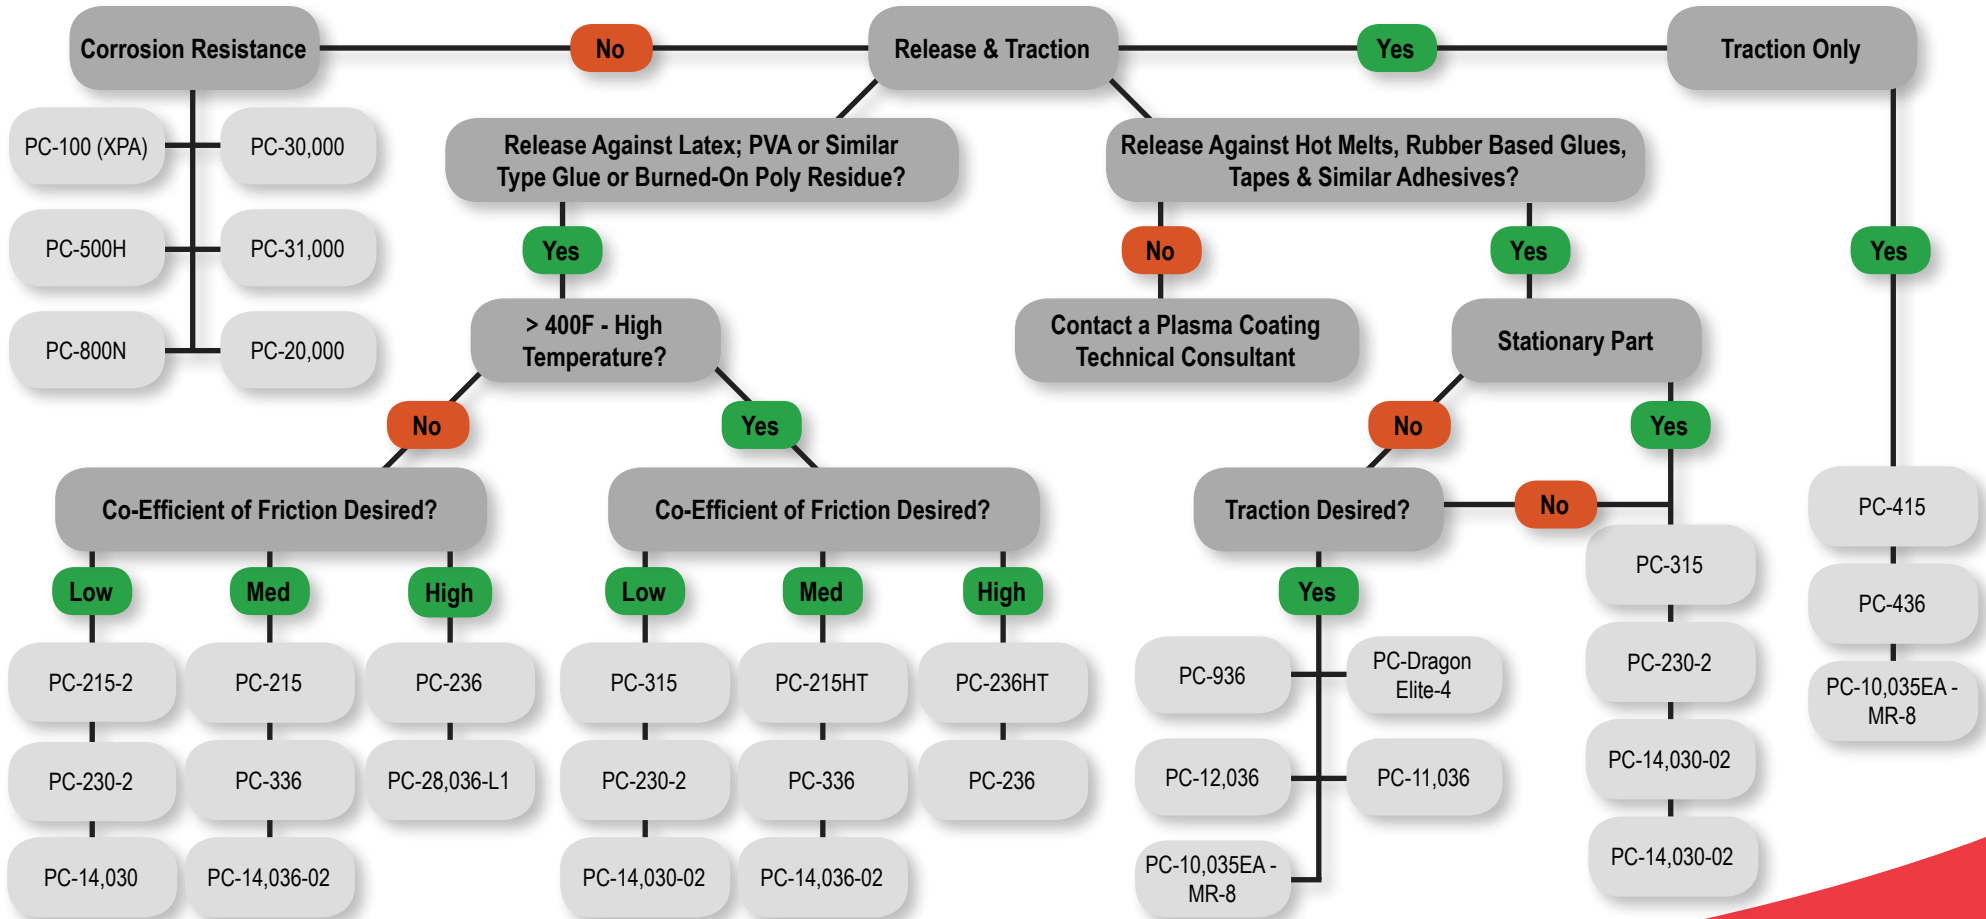 Corrosion Resistance
No
Release & Traction
Yes
Traction Only
PC-100 (XPA)
PC-30,000
PC-500H
PC-31,000
PC-800N
PC-20,000
Release Against Latex; PVA or Similar
Type Glue or Burned-On Poly Residue?
Release Against Hot Melts, Rubber Based Glues,
Tapes & Similar Adhesives?
Yes
No
Yes
Yes
> 400F - High
Temperature?
Contact a Plasma Coating
Technical Consultant
Stationary Part
No
Yes
No
Yes
Co-Efficient of Friction Desired?
Co-Efficient of Friction Desired?
Traction Desired?
No
Low
Med
High
Low
Med
High
Yes
PC-215-2
PC-230-2
PC-14,030
PC-215
PC-336
PC-14,036-02
PC-236
PC-28,036-L1
PC-315
PC-230-2
PC-14,030-02
PC-215HT
PC-336
PC-14,036-02
PC-236HT
PC-236
PC-936
PC-Dragon
Elite-4
PC-12,036
PC-11,036
PC-10,035EA -
MR-8
PC-315
PC-230-2
PC-14,030-02
PC-14,030-02
PC-415
PC-436
PC-10,035EA -
MR-8